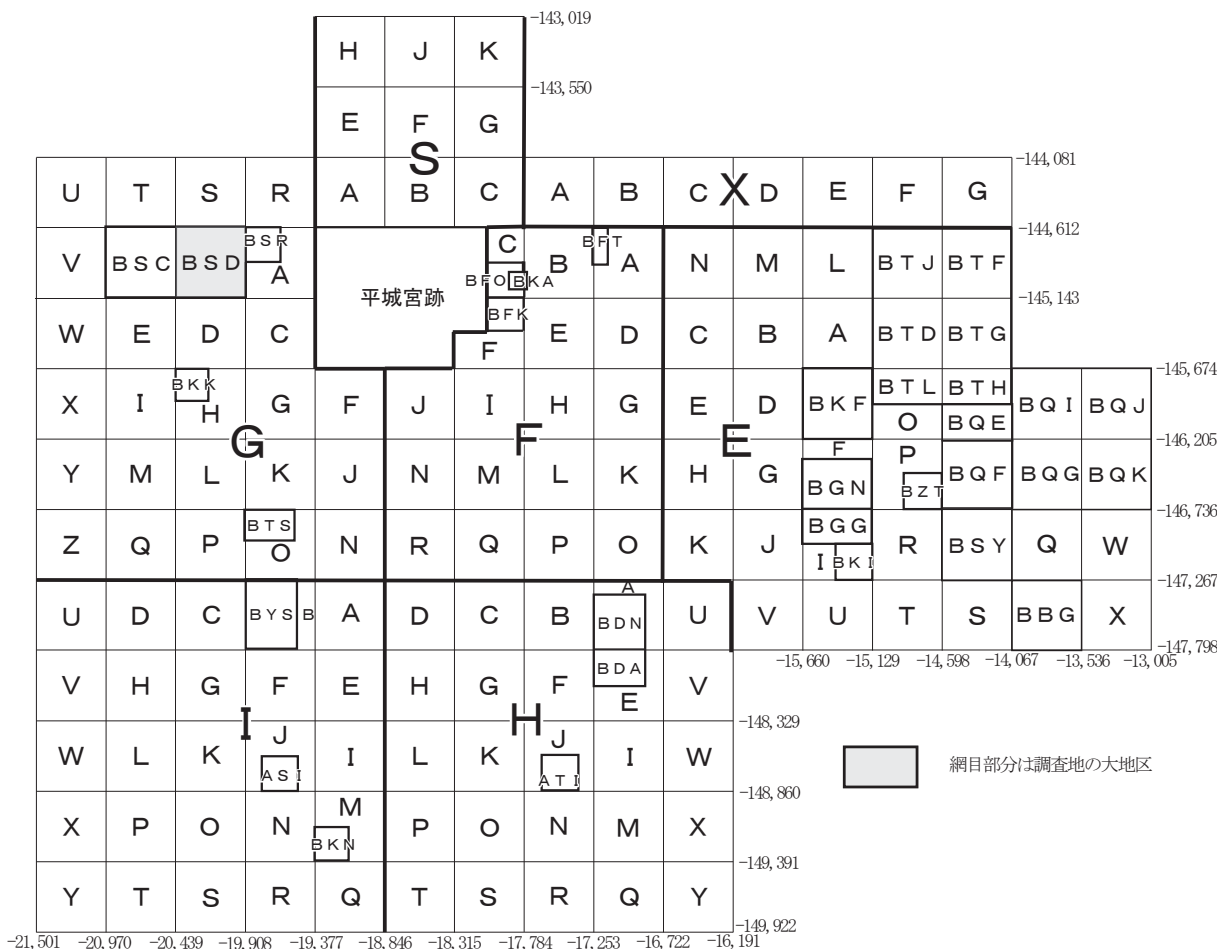 H J K −143,019
−143,550
E F G
S
−144,081
U T S R A B C A B C X D E F G
−144,612
V BSC BSD BSR A C B BFT A N M L BTJ BTF
平城宮跡 BFO BKA
−145,143
BFK
W E D C F E D C B A BTD BTG
−145,674
X I BKK H G F J I H G E D BKF BTL BTH BQI BQJ
O BQE
G F E
−146,205
F P
Y M L K J N M L K H G BGN BZT BQF BQG BQK
−146,736
Z Q P BTS O N R Q P O K J BGG R BSY Q W
I BKI
−147,267
A
U D C BYS B A D C B BDN U V U T S BBG X
−147,798
−15,660 −15,129 −14,598 −14,067 −13,536 −13,005
V H G F E H G F BDA E V
I H
−148,329
W L K J I L K J I W
ASI ATI
網目部分は調査地の大地区
−148,860
X P O N M P O N M X
BKN
−149,391
Y T S R Q T S R Q Y
−149,922
−21,501 −20,970 −20,439 −19,908 −19,377 −18,846 −18,315 −17,784 −17,253 −16,722 −16,191